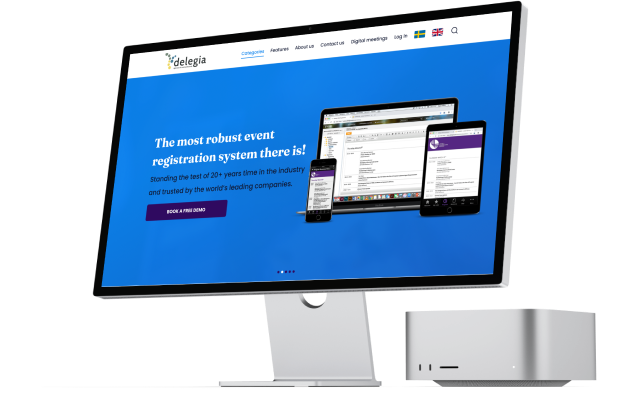 delegia
Categories Features About us Contact us Digital meetings Log in
The most robust event
registration system there is!
Standing the test of 20+ years time in the industry
and trusted by the world's leading companies.
BOOK A FREE DEMO